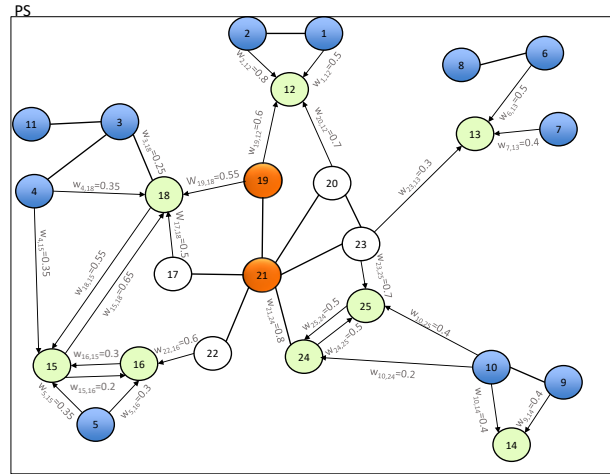 PS
2
1
w2,12=0.8
w1,12=0.5
8
6
w6,13=0.5
12
11
3
13
7
w7,13=0.4
w19,12=0.6
w20,12=0.7
w3,18=0.25
w23,13=0.3
4
w4,18=0.35
18
W19,18=0.55
19
20
w4,15=0.35
W17,18=0.5
23
w18,15=0.55
w15,18=0.65
17
21
w23,25=0.7
w21,24=0.8
w25,24=0.5
w24,25=0.5
25
w10,25=0.4
w22,16=0.6
22
24
w16,15=0.3
15
16
w15,16=0.2
w10,24=0.2
10
9
w5,15=0.35
w5,16=0.3
5
w10,14=0.4
w9,14=0.4
14